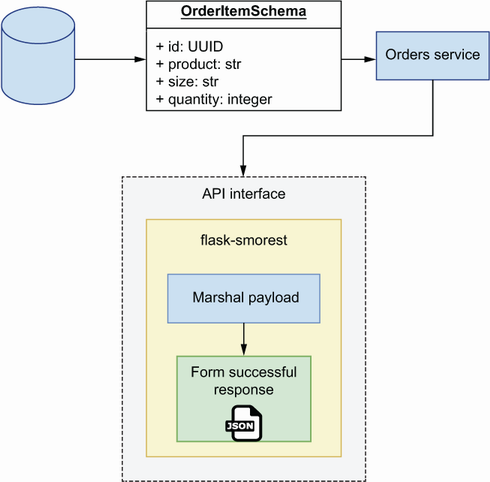 OrderItemSchema
+ id: UUID
+ product: str
+ size: str
+ quantity: integer
Orders service
API interface
flask-smorest
Marshal payload
Form successful
response
JSON